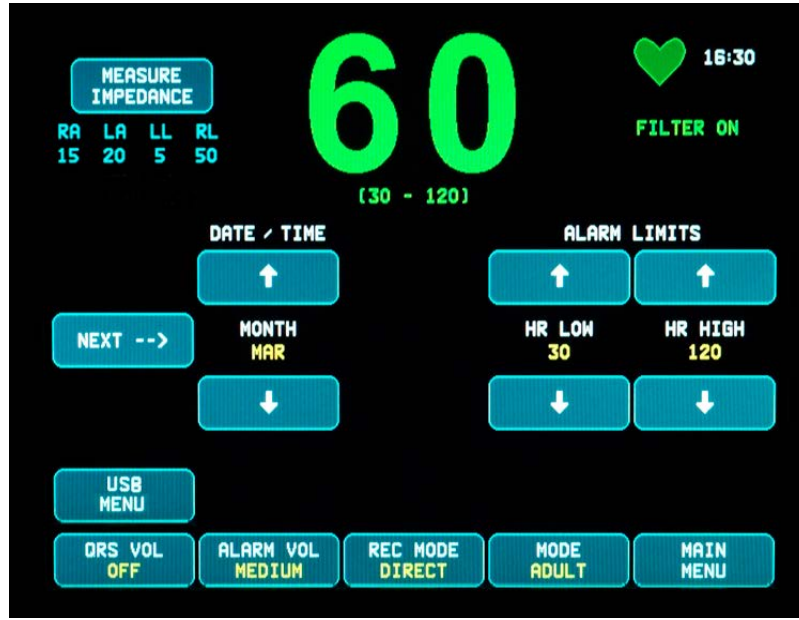 MEASURE
IMPEDANCE
RA LA LL RL
15 20 5 50
60
(30 - 120)
16:30
FILTER ON
DATE / TIME
ALARM LIMITS
NEXT -->
MONTH
MAR
HR LOW
30
HR HIGH
120
USB
MENU
QRS VOL
OFF
ALARM VOL
MEDIUM
REC MODE
DIRECT
MODE
ADULT
MAIN
MENU